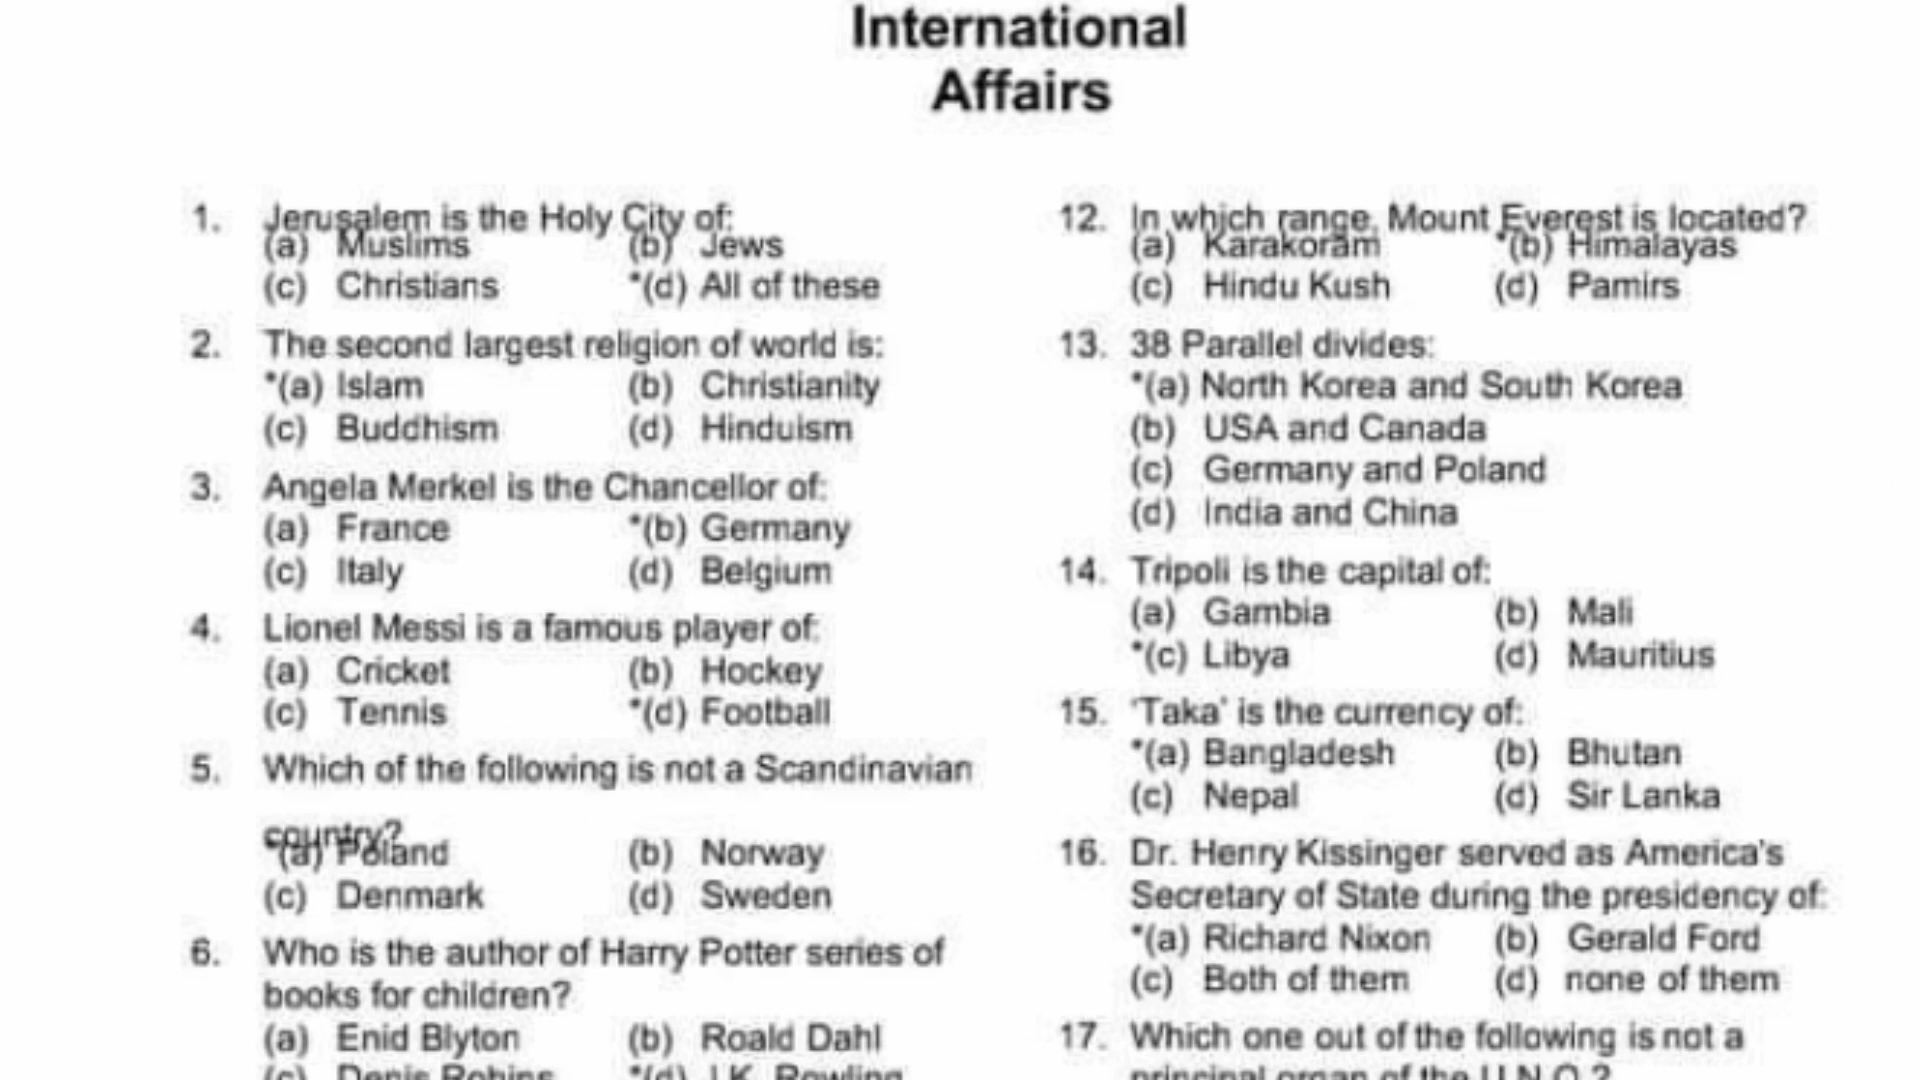 International
Affairs
1. Jerusalem is the Holy City of:
(a) Muslims (b) Jews
(c) Christians *(d) All of these
2. The second largest religion of world is:
*(a) Islam (b) Christianity
(c) Buddhism (d) Hinduism
3. Angela Merkel is the Chancellor of:
(a) France *(b) Germany
(c) Italy (d) Belgium
4. Lionel Messi is a famous player of:
(a) Cricket (b) Hockey
(c) Tennis *(d) Football
5. Which of the following is not a Scandinavian
country?
*(a) Poland (b) Norway
(c) Denmark (d) Sweden
6. Who is the author of Harry Potter series of
books for children?
(a) Enid Blyton (b) Roald Dahl
(c) Denis Robins *(d) J.K. Rowling
12. In which range, Mount Everest is located?
(a) Karakoram *(b) Himalayas
(c) Hindu Kush (d) Pamirs
13. 38 Parallel divides:
*(a) North Korea and South Korea
(b) USA and Canada
(c) Germany and Poland
(d) India and China
14. Tripoli is the capital of:
(a) Gambia (b) Mali
*(c) Libya (d) Mauritius
15. 'Taka' is the currency of:
*(a) Bangladesh (b) Bhutan
(c) Nepal (d) Sir Lanka
16. Dr. Henry Kissinger served as America's
Secretary of State during the presidency of:
*(a) Richard Nixon (b) Gerald Ford
(c) Both of them (d) none of them
17. Which one out of the following is not a
principal organ of the U.N.O.?